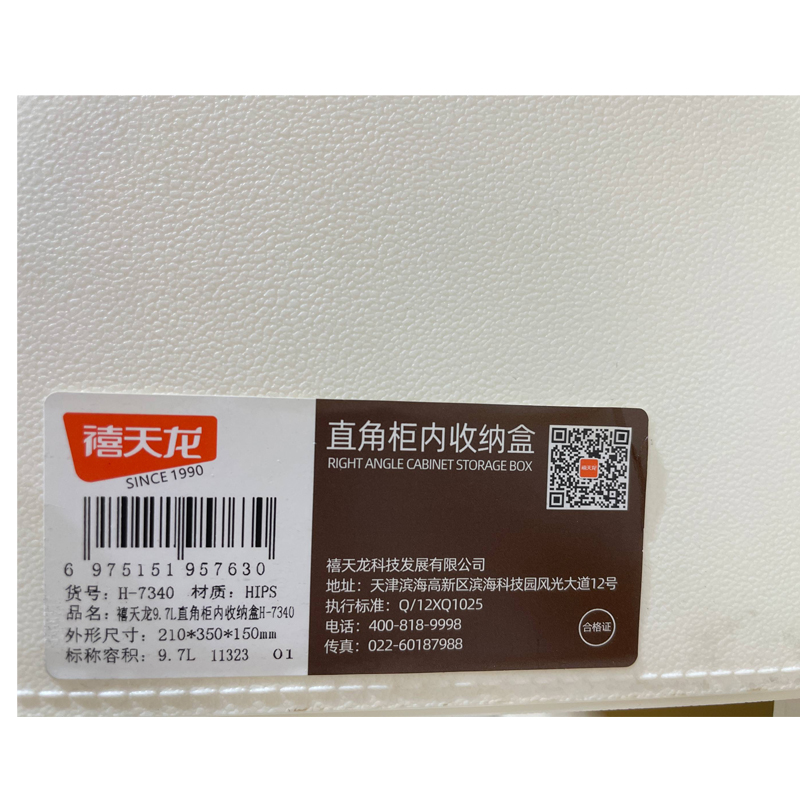 禧天龙
SINCE 1990
6 975151 957630
货号：H-7340 材质：HIPS
品名：禧天龙9.7L直角柜内收纳盒H-7340
外形尺寸：210*350*150mm
标称容积：9.7L 11323 01
直角柜内收纳盒
RIGHT ANGLE CABINET STORAGE BOX
禧天龙
禧天龙科技发展有限公司
地址：天津滨海高新区滨海科技园风光大道12号
执行标准：Q/12XQ1025
电话：400-818-9998
传真：022-60187988
合格证